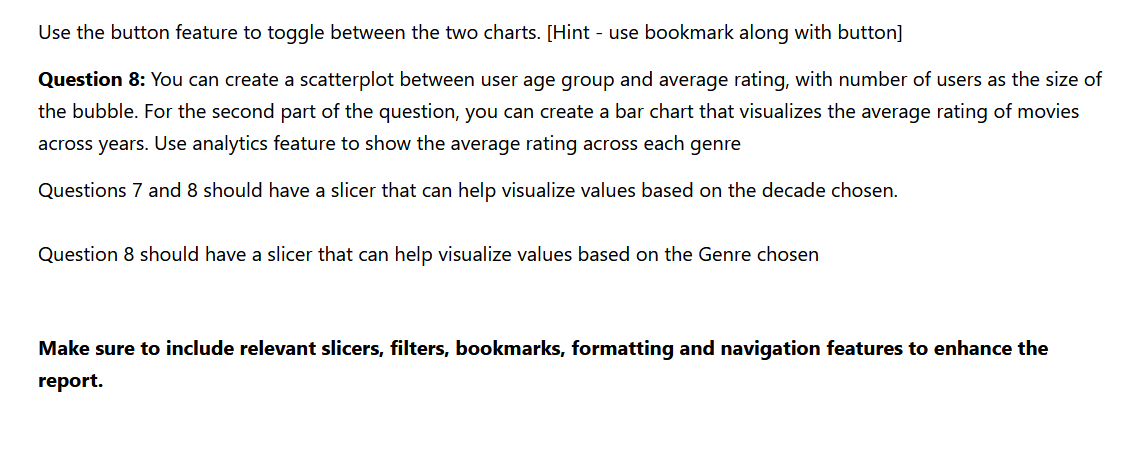 Use the button feature to toggle between the two charts. [Hint - use bookmark along with button]
Question 8: You can create a scatterplot between user age group and average rating, with number of users as the size of
the bubble. For the second part of the question, you can create a bar chart that visualizes the average rating of movies
across years. Use analytics feature to show the average rating across each genre
Questions 7 and 8 should have a slicer that can help visualize values based on the decade chosen.
Question 8 should have a slicer that can help visualize values based on the Genre chosen
Make sure to include relevant slicers, filters, bookmarks, formatting and navigation features to enhance the
report.